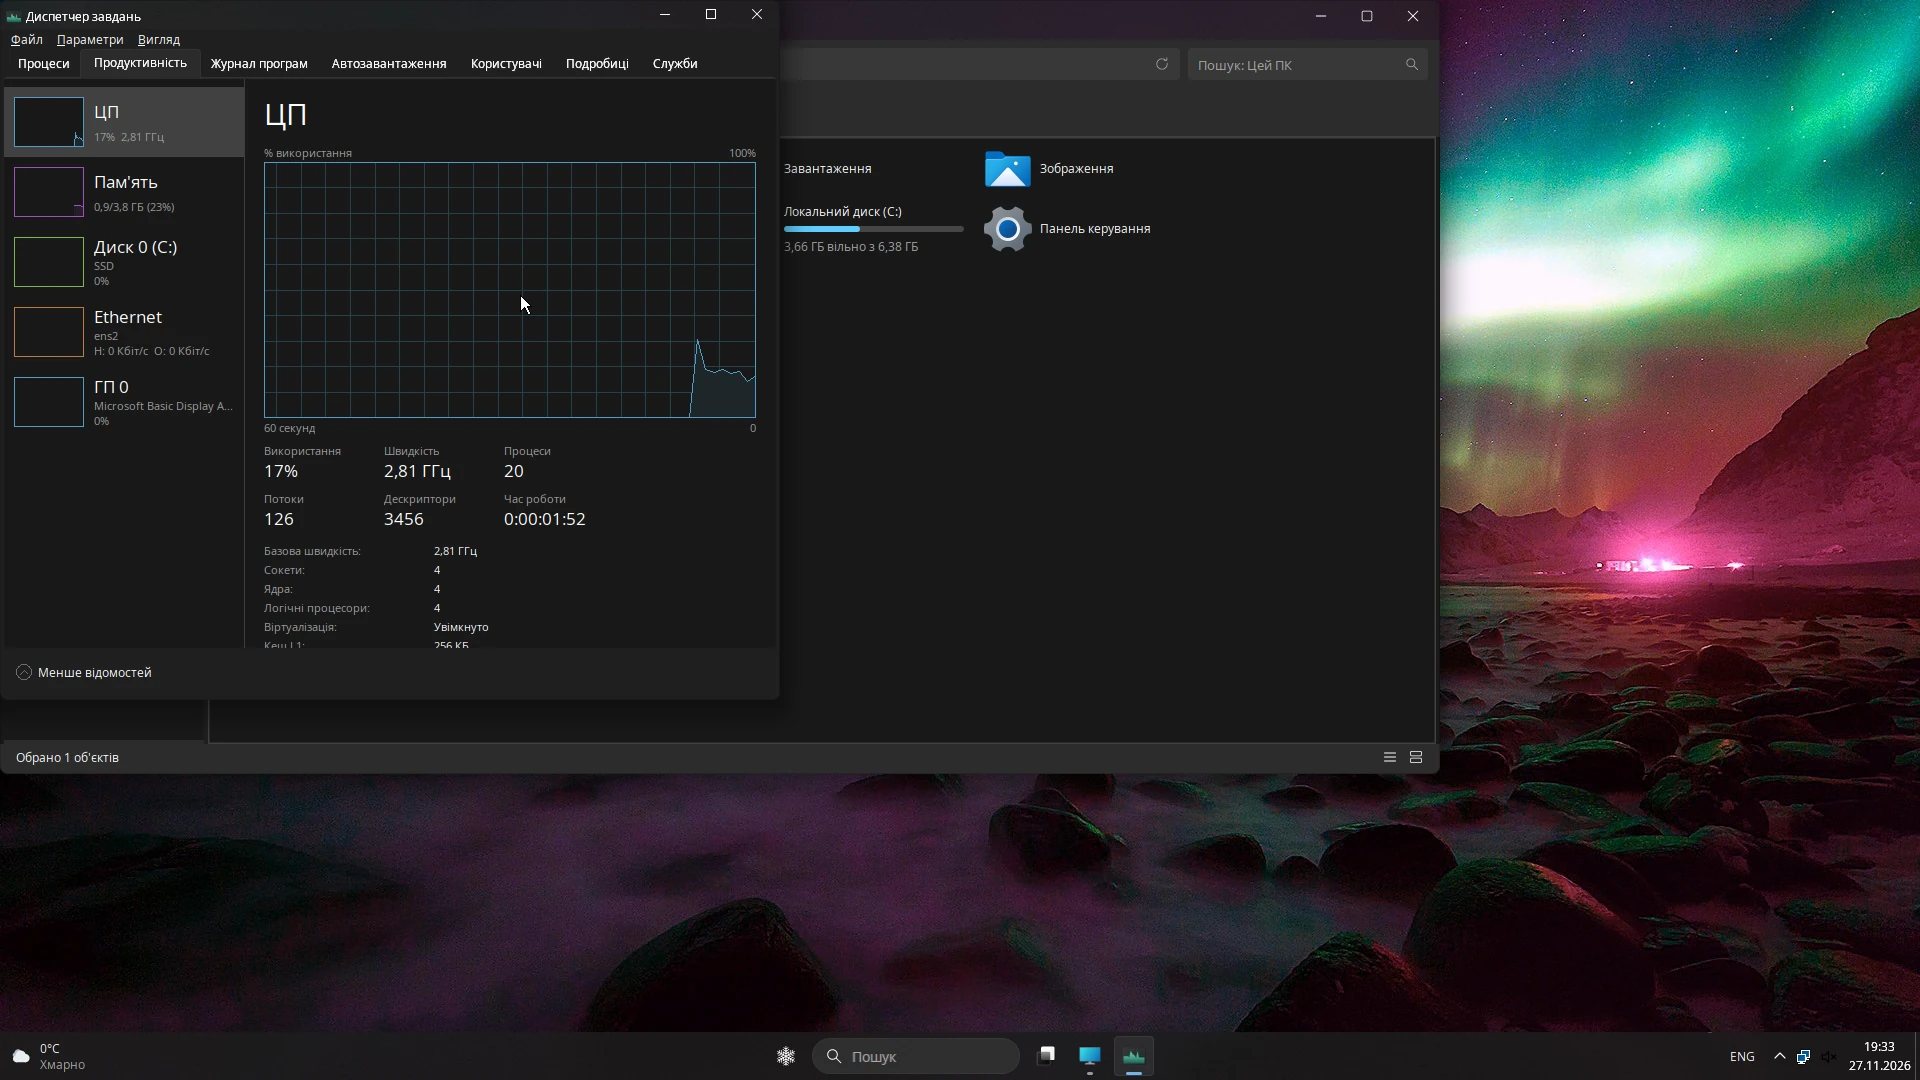 Диспетчер завдань
Файл Параметри Вигляд
Процеси Продуктивність Журнал програм Автозавантаження Користувачі Подробиці Служби
ЦП
17% 2,81 ГГц
Пам'ять
0,9/3,8 ГБ (23%)
Диск 0 (C:)
SSD
0%
Ethernet
ens2
Н: 0 Кбіт/с О: 0 Кбіт/с
ГП 0
Microsoft Basic Display A...
0%
ЦП
% використання 100%
60 секунд 0
Використання Швидкість Процеси
17% 2,81 ГГц 20
Потоки Дескриптори Час роботи
126 3456 0:00:01:52
Базова швидкість: 2,81 ГГц
Сокети: 4
Ядра: 4
Логічні процесори: 4
Віртуалізація: Увімкнуто
Кеш L1: 256 КБ
Менше відомостей
Пошук: Цей ПК
Завантаження
Зображення
Локальний диск (C:)
3,66 ГБ вільно з 6,38 ГБ
Панель керування
Обрано 1 об'єктів
0°C
Хмарно
Пошук
ENG
19:33
27.11.2026